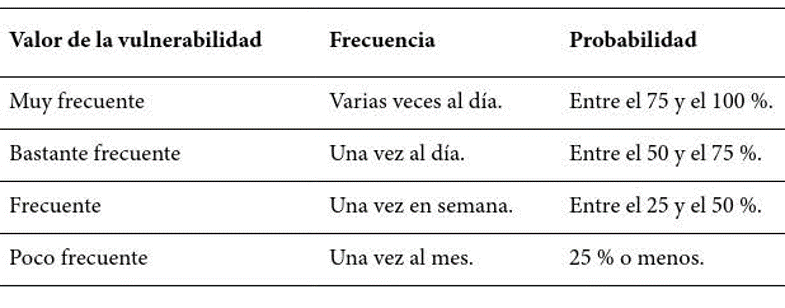 Valor de la vulnerabilidad Frecuencia Probabilidad
Muy frecuente Varias veces al día. Entre el 75 y el 100 %.
Bastante frecuente Una vez al día. Entre el 50 y el 75 %.
Frecuente Una vez en semana. Entre el 25 y el 50 %.
Poco frecuente Una vez al mes. 25 % o menos.